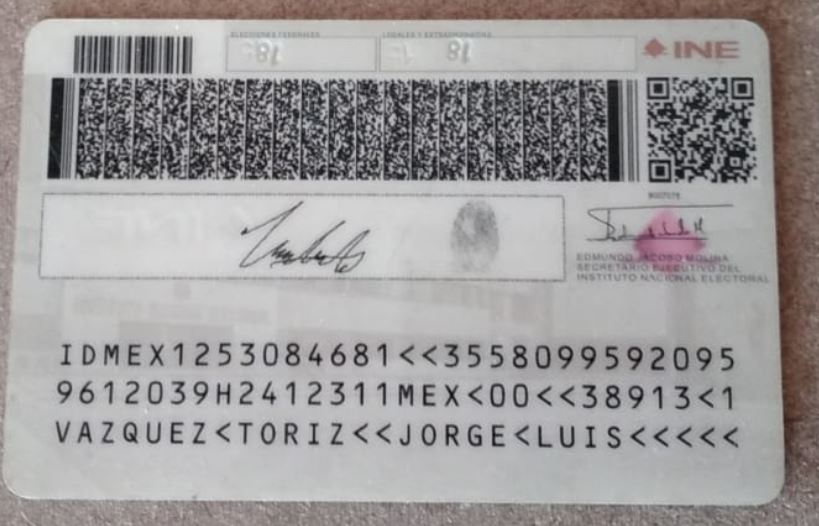 ELECCIONES FEDERALES
LOCALES Y EXTRAORDINARIAS
18
18
INE
EDMUNDO JACOBO MOLINA
SECRETARIO EJECUTIVO DEL
INSTITUTO NACIONAL ELECTORAL
IDMEX1253084681<<3558099592095
9612039H2412311MEX<00<<38913<1
VAZQUEZ<TORIZ<<JORGE<LUIS<<<<<